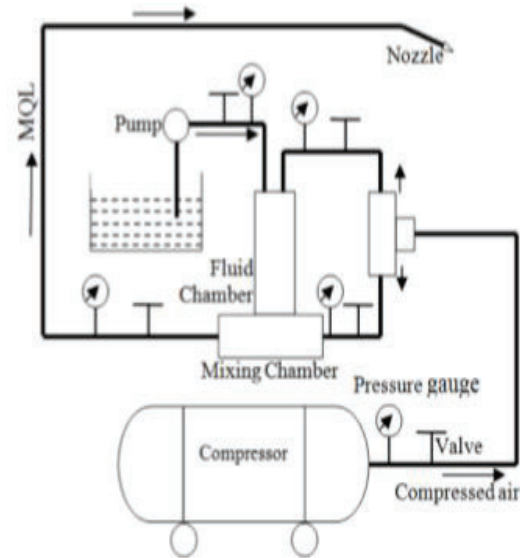 Nozzle
MQL
Pump
Fluid
Chamber
Mixing Chamber
Pressure gauge
Compressor
Valve
Compressed air